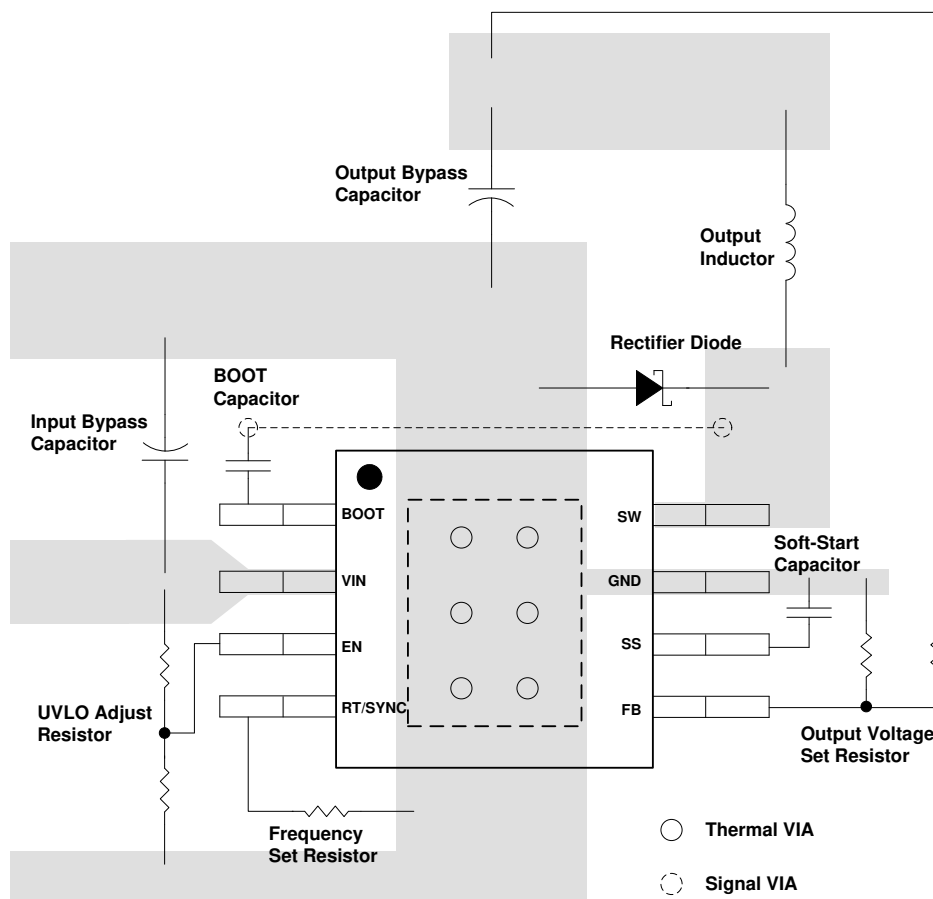 Output Bypass
Capacitor
Output
Inductor
Rectifier Diode
BOOT
Capacitor
Input Bypass
Capacitor
BOOT
SW
Soft-Start
Capacitor
VIN
GND
EN
SS
RT/SYNC
FB
UVLO Adjust
Resistor
Output Voltage
Set Resistor
Frequency
Set Resistor
Thermal VIA
Signal VIA